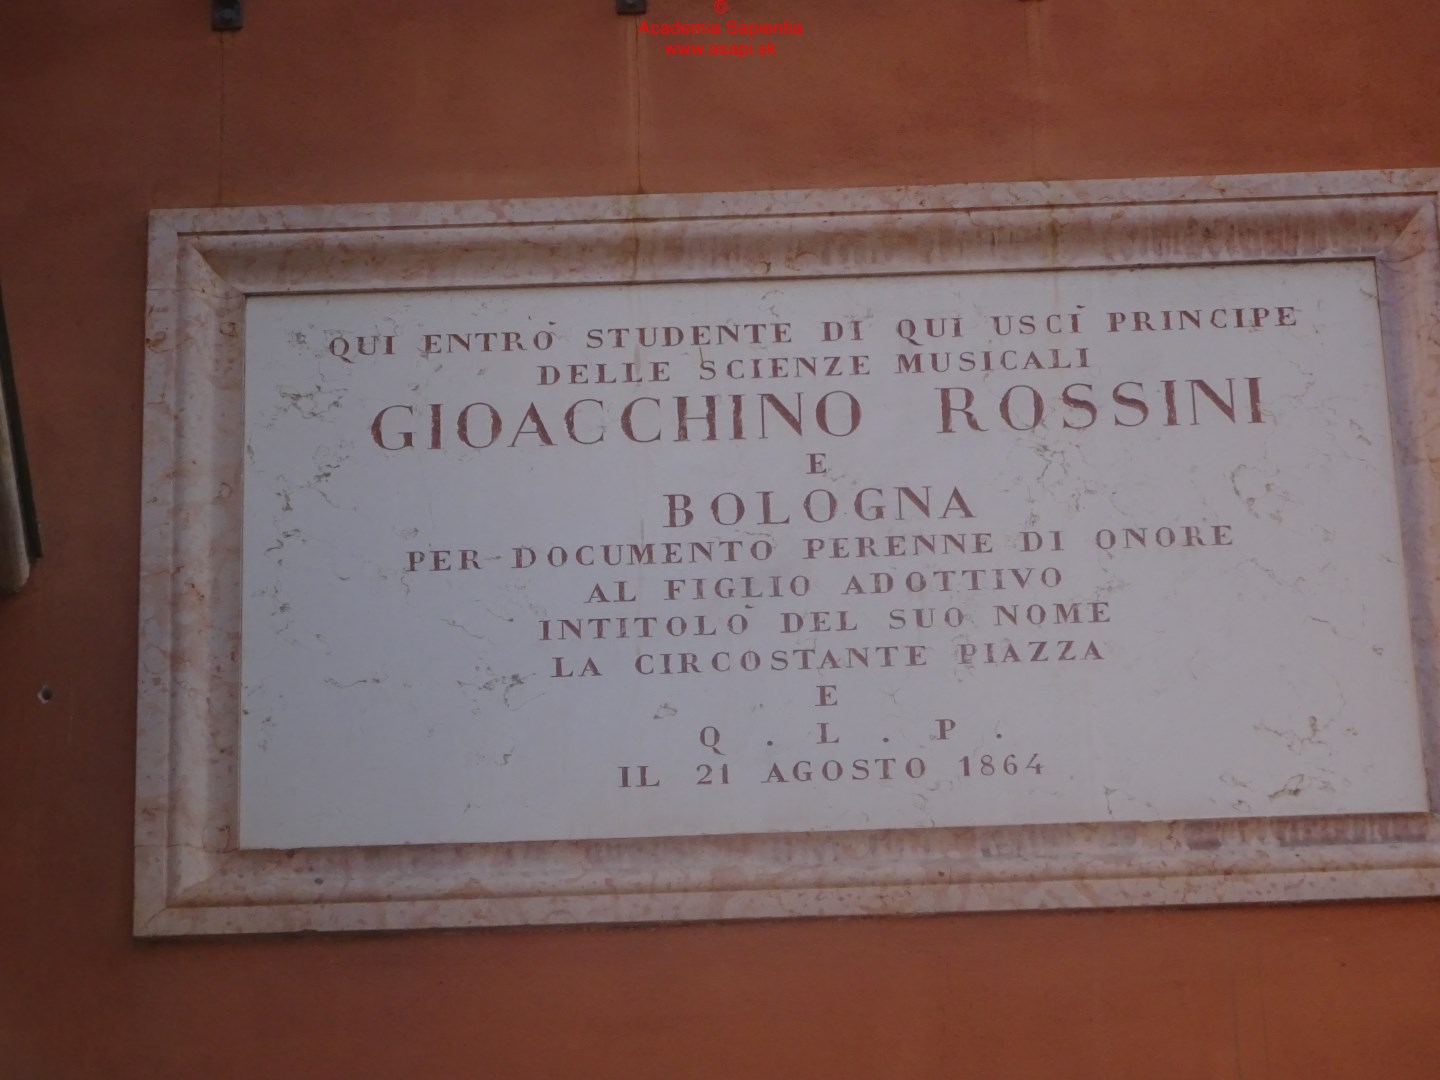 ©
Academia Sapientia
www.asapi.sk
QUI ENTRÒ STUDENTE DI QUI USCÌ PRINCIPE
DELLE SCIENZE MUSICALI
GIOACCHINO ROSSINI
E
BOLOGNA
PER DOCUMENTO PERENNE DI ONORE
AL FIGLIO ADOTTIVO
INTITOLÒ DEL SUO NOME
LA CIRCOSTANTE PIAZZA
E
Q . L . P .
IL 21 AGOSTO 1864